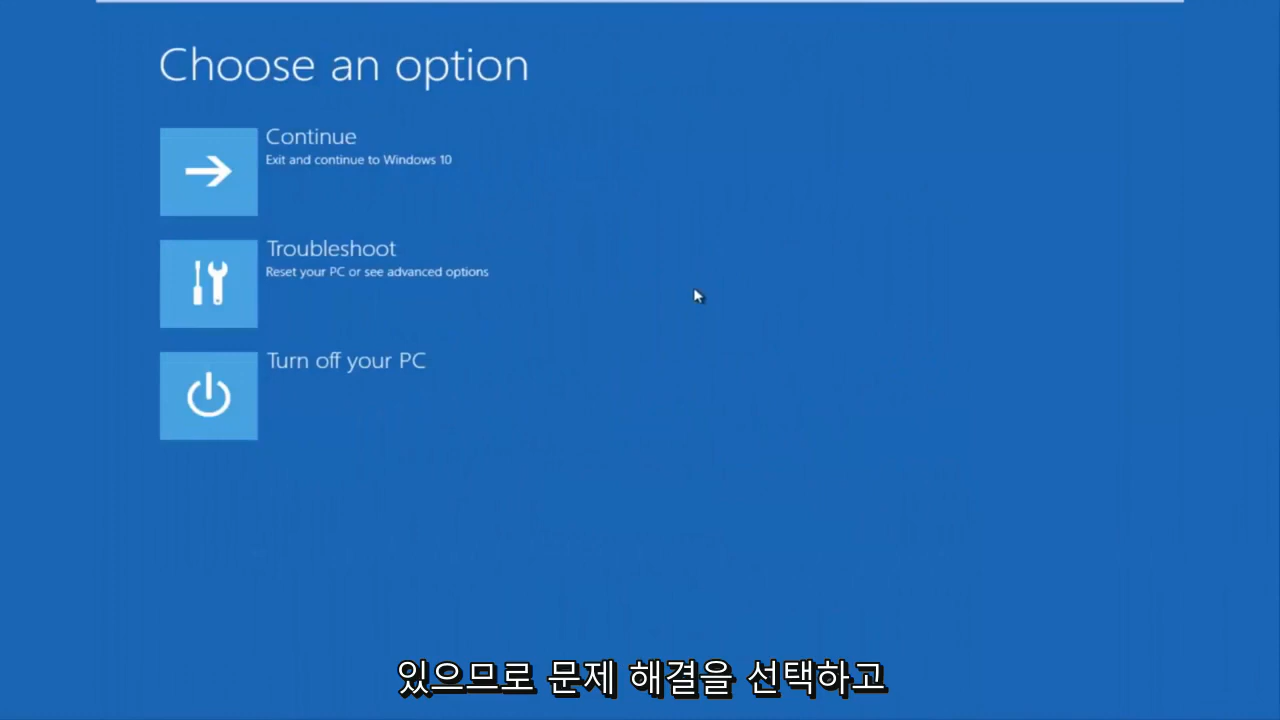 Choose an option
Continue
Exit and continue to Windows 10
Troubleshoot
Reset your PC or see advanced options
Turn off your PC
있으므로 문제 해결을 선택하고